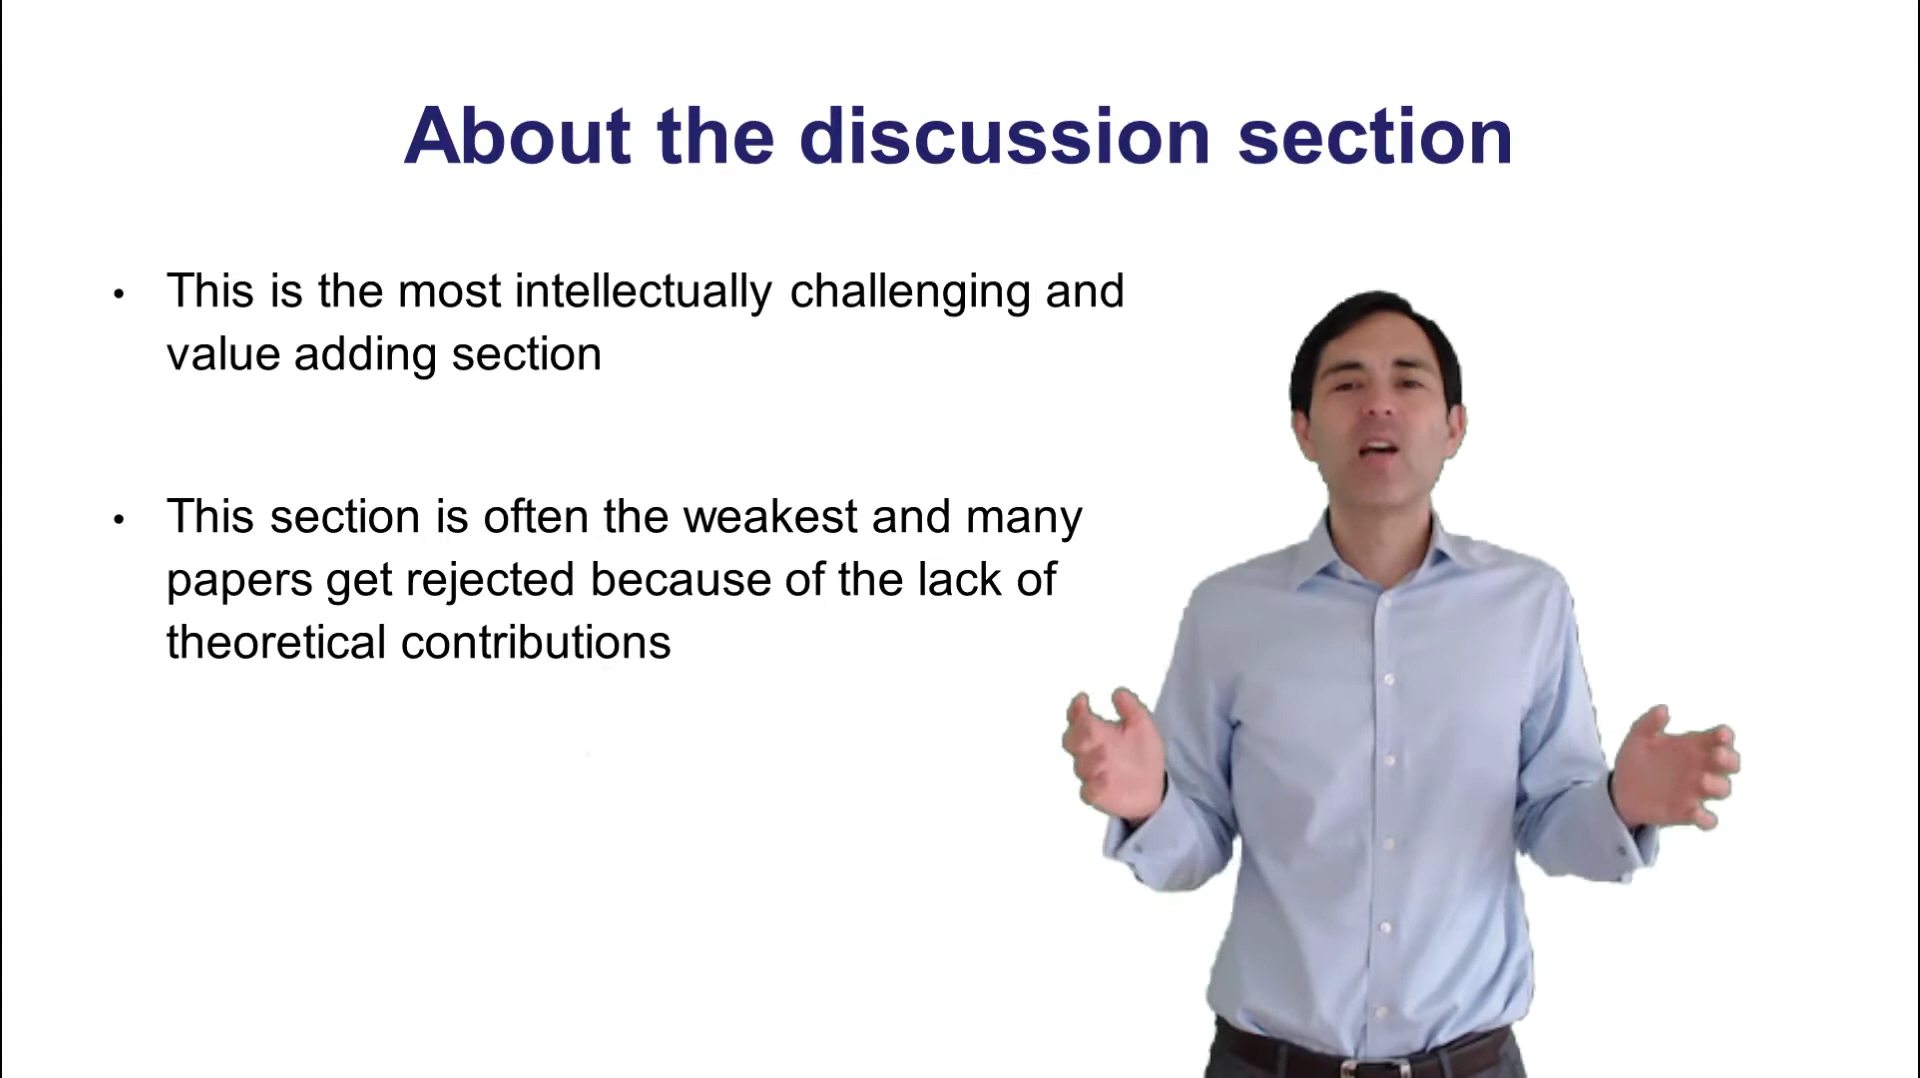 About the discussion section
• This is the most intellectually challenging and
value adding section
• This section is often the weakest and many
papers get rejected because of the lack of
theoretical contributions